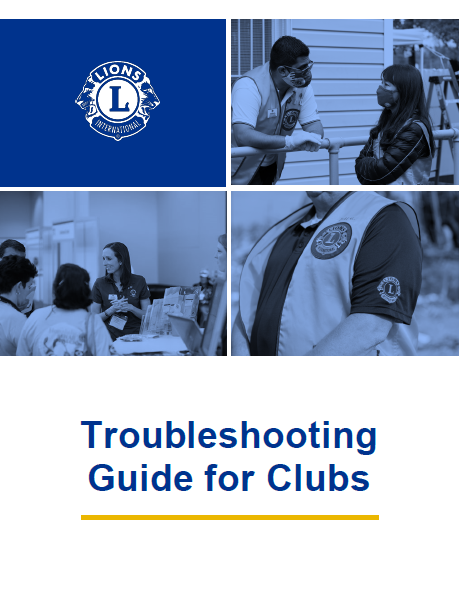 LIONS
L
INTERNATIONAL
L
L
Troubleshooting
Guide for Clubs